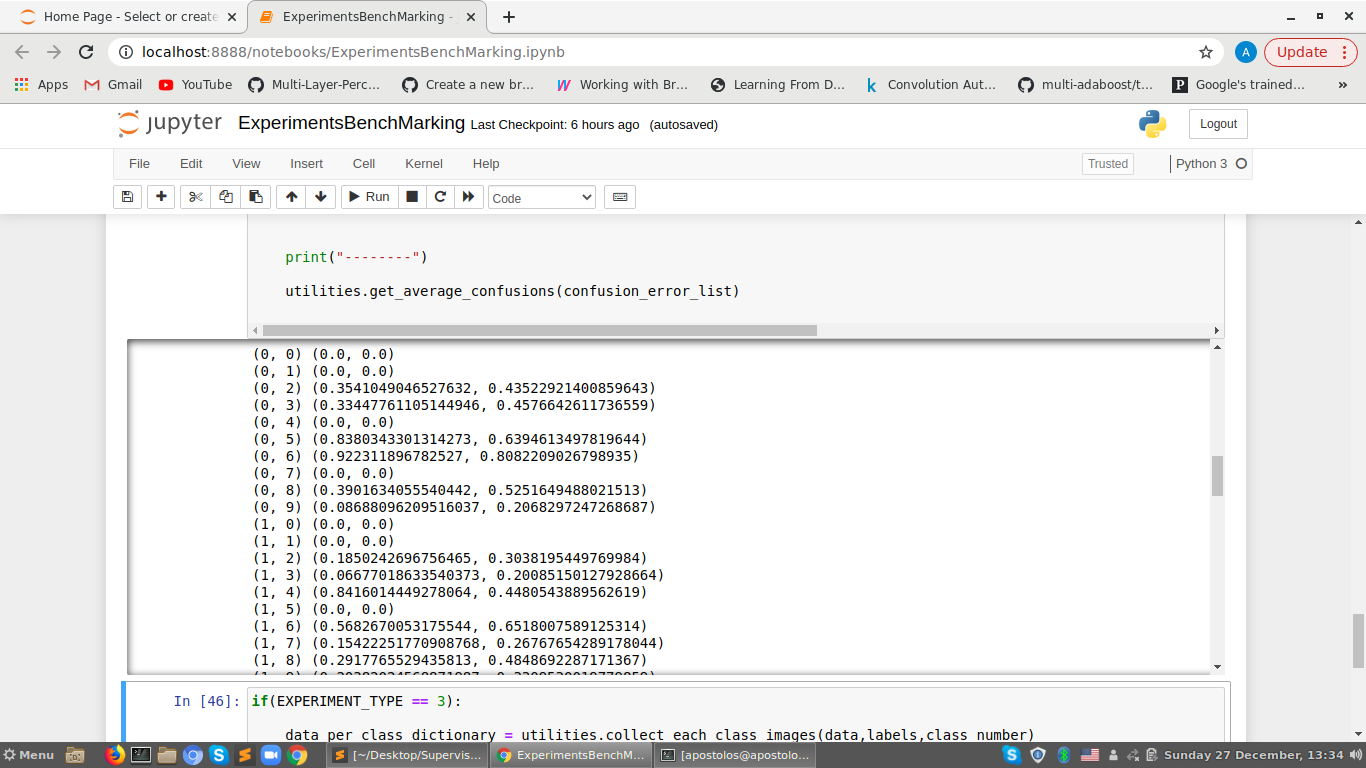 Home Page - Select or create
ExperimentsBenchMarking -
localhost:8888/notebooks/ExperimentsBenchMarking.ipynb
A
Update
Apps
Gmail
YouTube
Multi-Layer-Perc…
Create a new br…
Working with Br…
Learning From D…
Convolution Aut…
multi-adaboost/t…
Google's trained…
»
jupyter
ExperimentsBenchMarking Last Checkpoint: 6 hours ago (autosaved)
Logout
File Edit View Insert Cell Kernel Help
Trusted
Python 3
Run
Code
print("--------")
utilities.get_average_confusions(confusion_error_list)
(0, 0) (0.0, 0.0)
(0, 1) (0.0, 0.0)
(0, 2) (0.3541049046527632, 0.43522921400859643)
(0, 3) (0.33447761105144946, 0.4576642611736559)
(0, 4) (0.0, 0.0)
(0, 5) (0.8380343301314273, 0.6394613497819644)
(0, 6) (0.922311896782527, 0.8082209026798935)
(0, 7) (0.0, 0.0)
(0, 8) (0.3901634055540442, 0.5251649488021513)
(0, 9) (0.08688096209516037, 0.2068297247268687)
(1, 0) (0.0, 0.0)
(1, 1) (0.0, 0.0)
(1, 2) (0.1850242696756465, 0.3038195449769984)
(1, 3) (0.06677018633540373, 0.20085150127928664)
(1, 4) (0.8416014449278064, 0.4480543889562619)
(1, 5) (0.0, 0.0)
(1, 6) (0.5682670053175544, 0.6518007589125314)
(1, 7) (0.15422251770908768, 0.26767654289178044)
(1, 8) (0.2917765529435813, 0.4848692287171367)
In [46]:
if(EXPERIMENT_TYPE == 3):
data_per_class_dictionary = utilities.collect_each_class_images(data,labels,class_number)
Menu
[~/Desktop/Supervis…
ExperimentsBenchM…
[apostolos@apostolo…
Sunday 27 December, 13:34